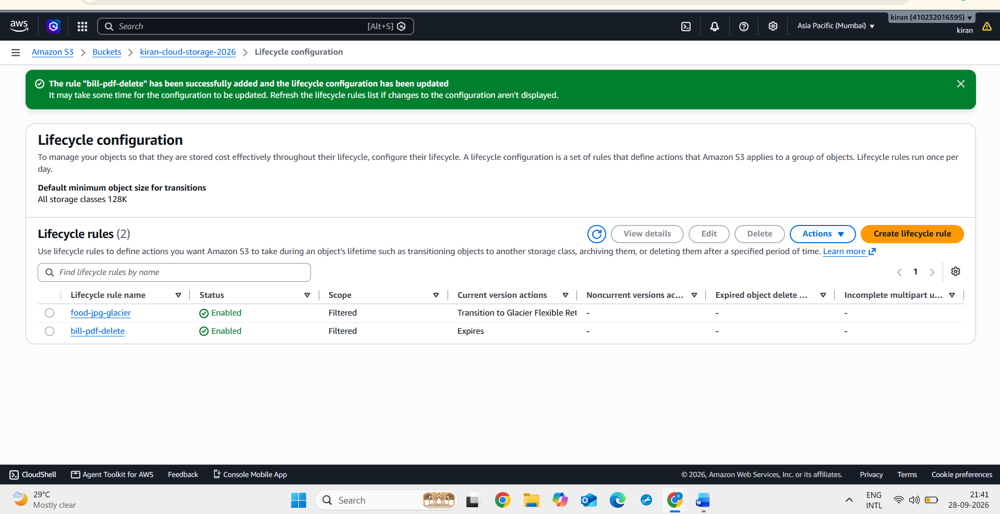 aws
Search [Alt+S]
Asia Pacific (Mumbai)
kiran (410232016595)
kiran
Amazon S3 > Buckets > kiran-cloud-storage-2026 > Lifecycle configuration
The rule "bill-pdf-delete" has been successfully added and the lifecycle configuration has been updated
It may take some time for the configuration to be updated. Refresh the lifecycle rules list if changes to the configuration aren't displayed.
Lifecycle configuration
To manage your objects so that they are stored cost effectively throughout their lifecycle, configure their lifecycle. A lifecycle configuration is a set of rules that define actions that Amazon S3 applies to a group of objects. Lifecycle rules run once per
day.
Default minimum object size for transitions
All storage classes 128K
Lifecycle rules (2)
View details
Edit
Delete
Actions
Create lifecycle rule
Use lifecycle rules to define actions you want Amazon S3 to take during an object's lifetime such as transitioning objects to another storage class, archiving them, or deleting them after a specified period of time. Learn more
Find lifecycle rules by name
1
Lifecycle rule name Status Scope Current version actions Noncurrent versions ac... Expired object delete ... Incomplete multipart u...
food-jpg-glacier Enabled Filtered Transition to Glacier Flexible Ret - - -
bill-pdf-delete Enabled Filtered Expires - - -
CloudShell Agent Toolkit for AWS Feedback Console Mobile App © 2026, Amazon Web Services, Inc. or its affiliates. Privacy Terms Cookie preferences
29°C
Mostly clear
Search
ENG
INTL
21:41
28-09-2026